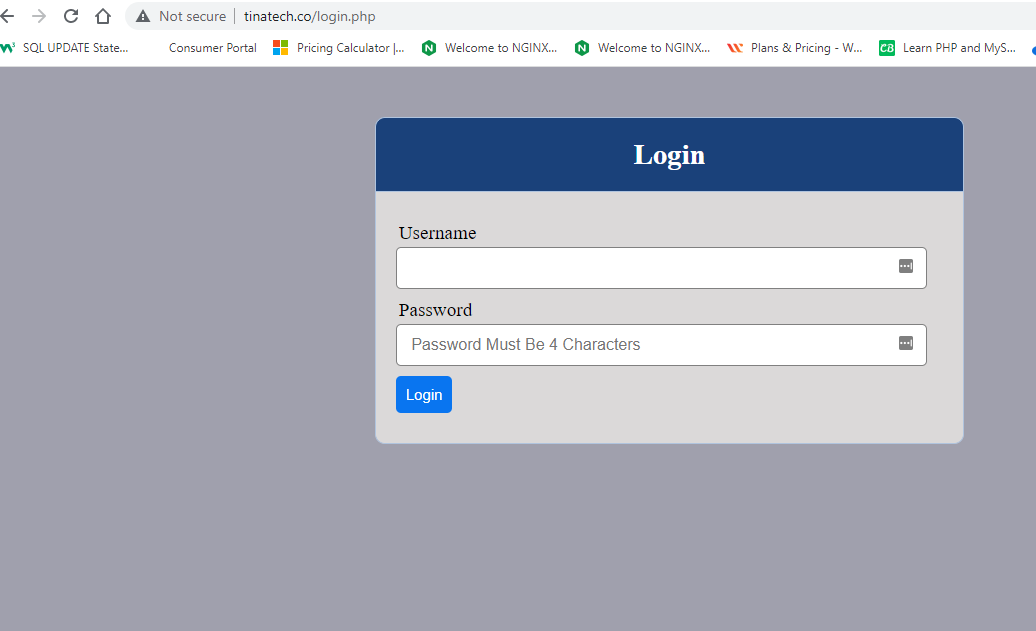 Not secure | tinatech.co/login.php
SQL UPDATE State... Consumer Portal Pricing Calculator |... Welcome to NGINX... Welcome to NGINX... Plans & Pricing - W... CB Learn PHP and MyS...
Login
Username
Password
Password Must Be 4 Characters
Login